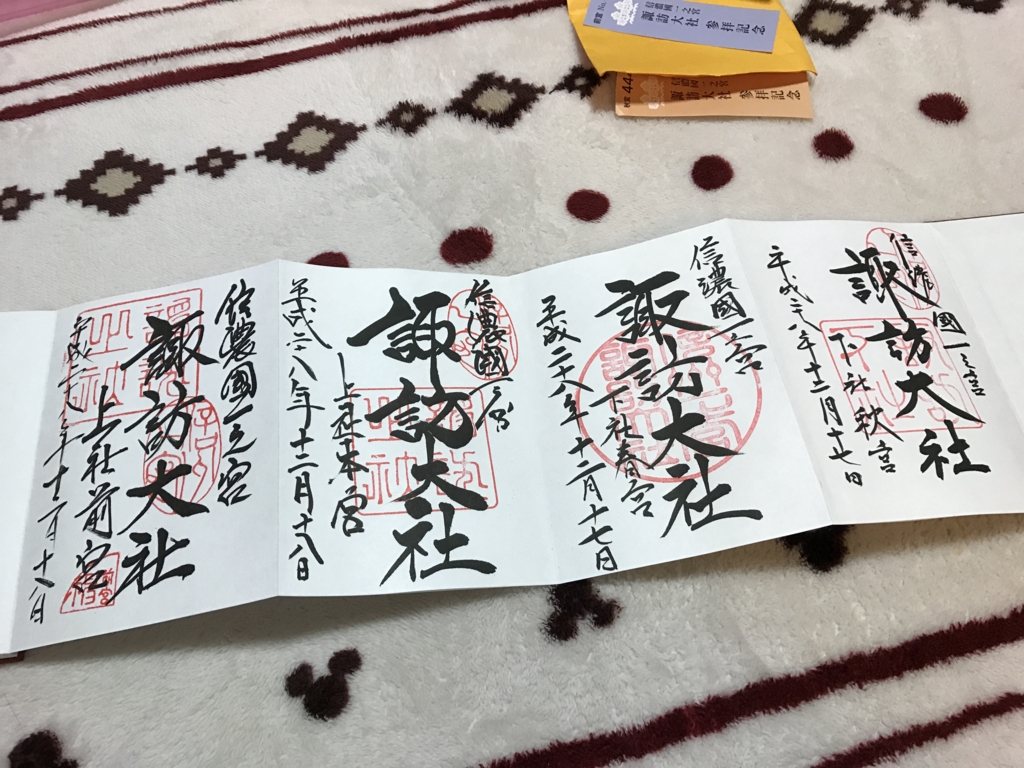 信濃國一之宮
諏訪大社
下社秋宮
平成二八年十二月十七日
信濃國一之宮
諏訪大社
下社春宮
平成二十八年十二月十七日
信濃國一之宮
諏訪大社
上社本宮
平成二八年十二月十八日
信濃國一之宮
諏訪大社
上社前宮
平成二八年十二月十八日
信濃國一之宮
諏訪大社 参拝記念
諏訪大社 参拝記念